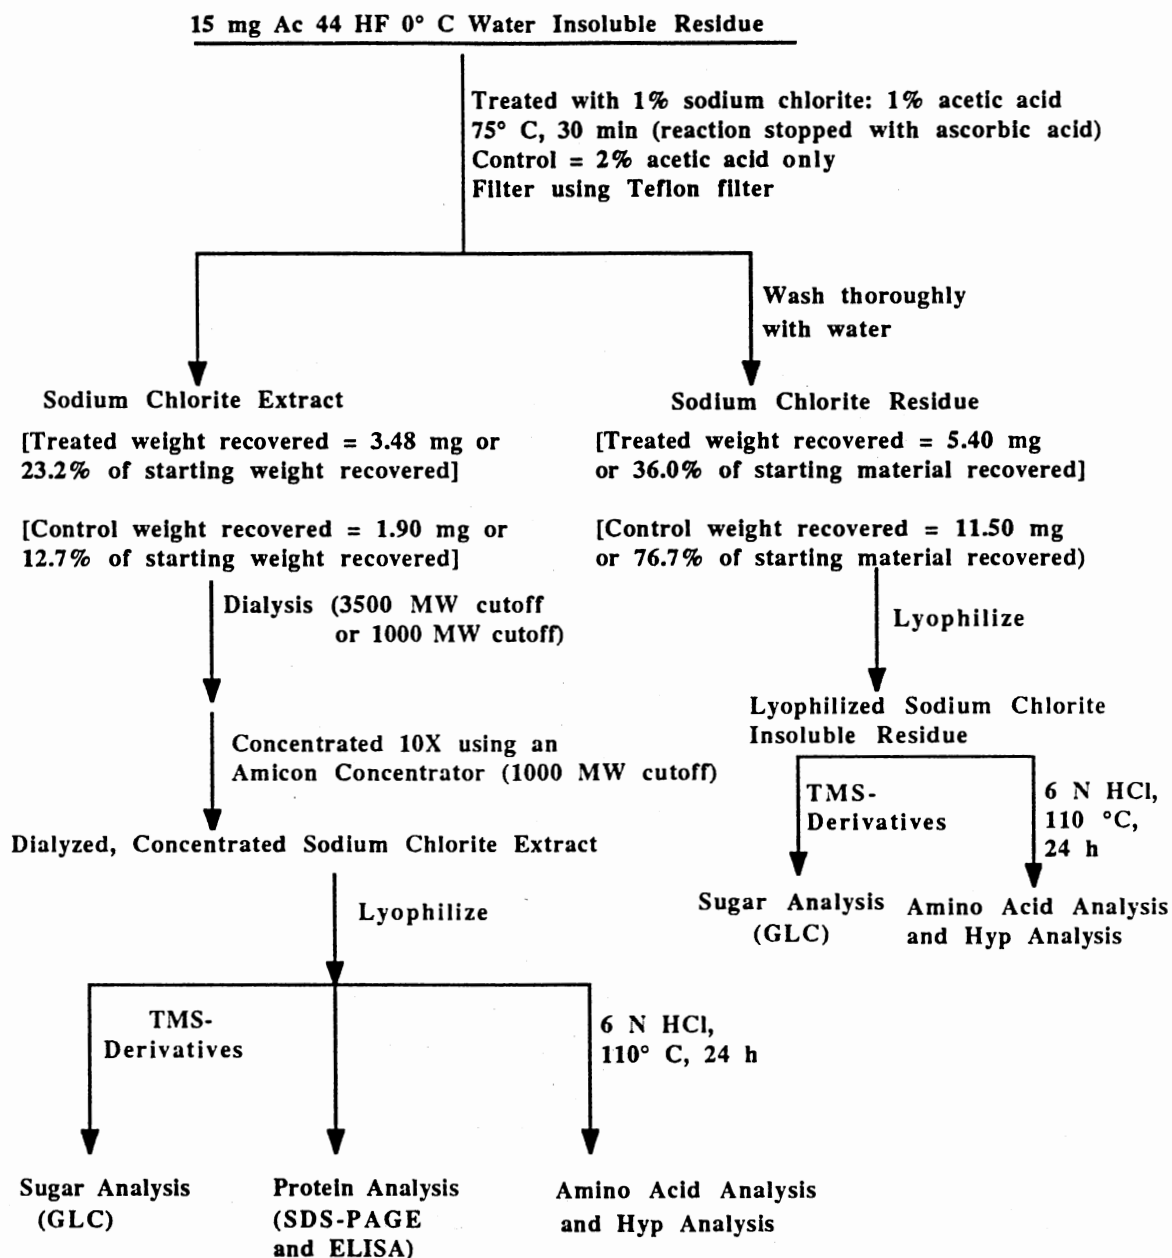 15 mg Ac 44 HF 0° C Water Insoluble Residue
Treated with 1% sodium chlorite: 1% acetic acid
75° C, 30 min (reaction stopped with ascorbic acid)
Control = 2% acetic acid only
Filter using Teflon filter
Wash thoroughly
with water
Sodium Chlorite Extract
[Treated weight recovered = 3.48 mg or
23.2% of starting weight recovered]
[Control weight recovered = 1.90 mg or
12.7% of starting weight recovered]
Sodium Chlorite Residue
[Treated weight recovered = 5.40 mg
or 36.0% of starting material recovered]
[Control weight recovered = 11.50 mg
or 76.7% of starting material recovered)
Dialysis (3500 MW cutoff
or 1000 MW cutoff)
Lyophilize
Concentrated 10X using an
Amicon Concentrator (1000 MW cutoff)
Lyophilized Sodium Chlorite
Insoluble Residue
TMS-
Derivatives
6 N HCl,
110 °C,
24 h
Dialyzed, Concentrated Sodium Chlorite Extract
Sugar Analysis
(GLC)
Amino Acid Analysis
and Hyp Analysis
Lyophilize
TMS-
Derivatives
6 N HCl,
110° C, 24 h
Sugar Analysis
(GLC)
Protein Analysis
(SDS-PAGE
and ELISA)
Amino Acid Analysis
and Hyp Analysis